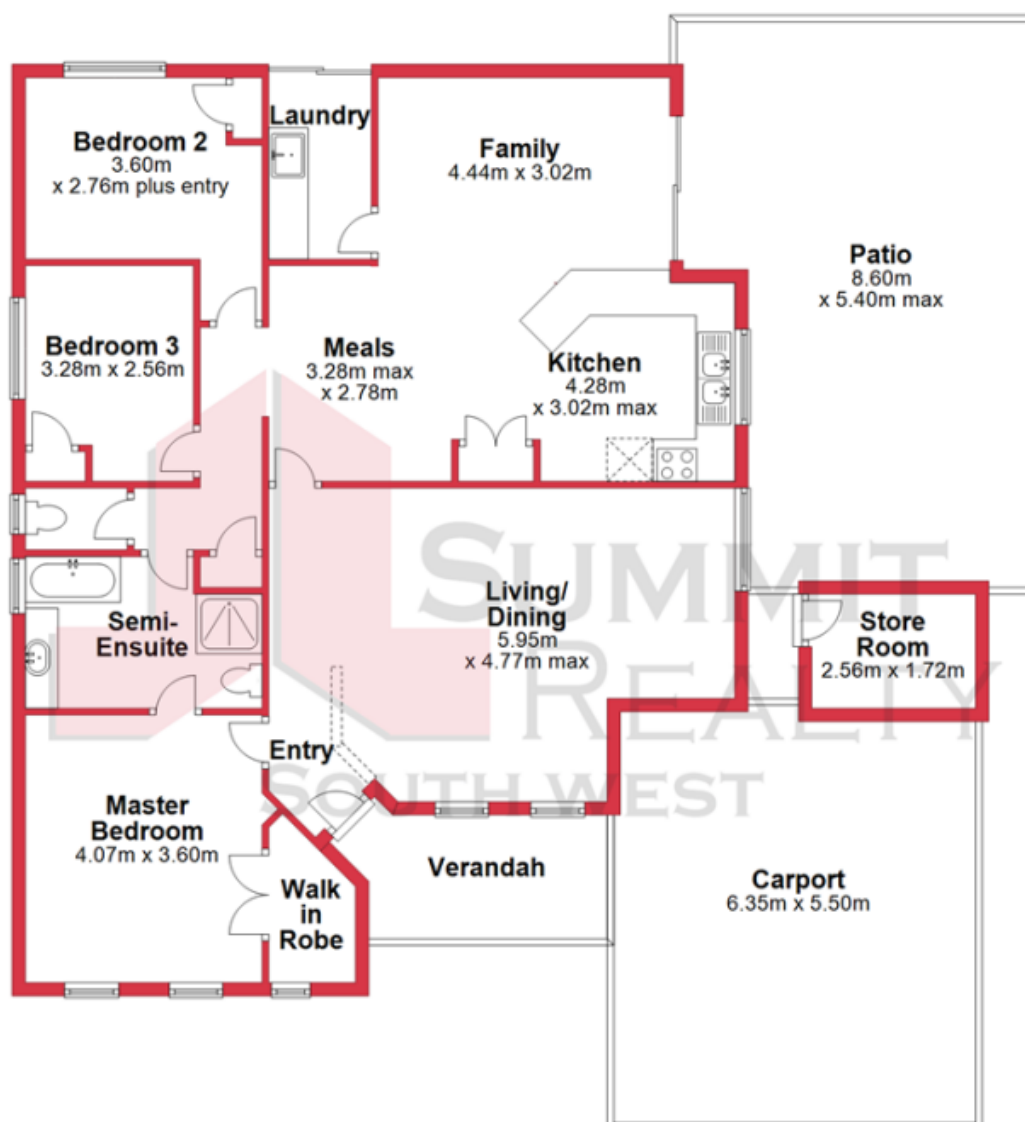 Laundry
Bedroom 2
3.60m
x 2.76m plus entry
Family
4.44m x 3.02m
Patio
8.60m
x 5.40m max
Bedroom 3
3.28m x 2.56m
Meals
3.28m max
x 2.78m
Kitchen
4.28m
x 3.02m max
Semi-
Ensuite
Living/
Dining
5.95m
x 4.77m max
Store
Room
2.56m x 1.72m
SUMMIT
REALTY
SOUTH WEST
Entry
Master
Bedroom
4.07m x 3.60m
Walk
in
Robe
Verandah
Carport
6.35m x 5.50m